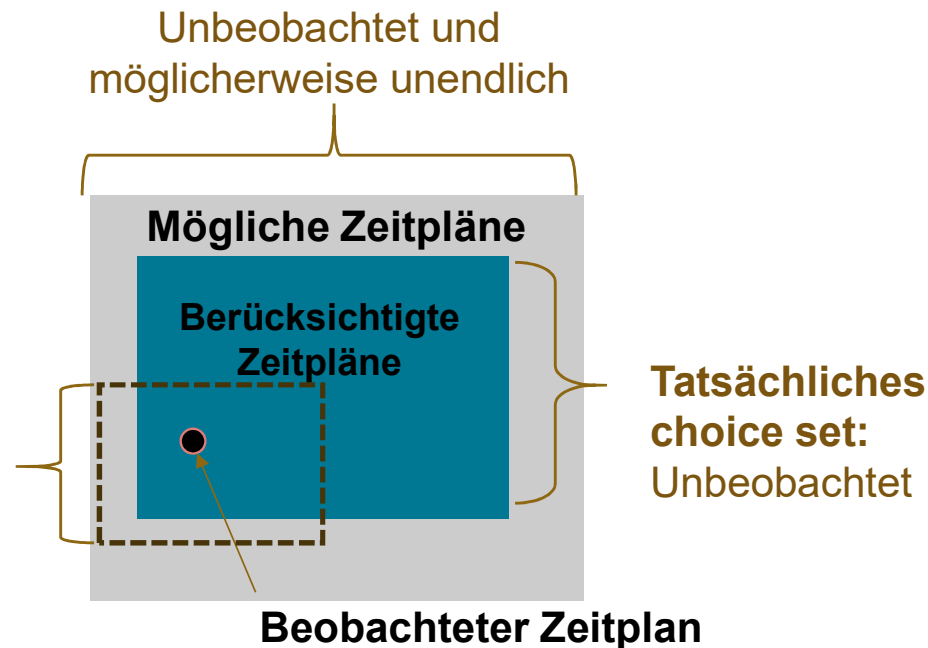 Unbeobachtet und
möglicherweise unendlich
Mögliche Zeitpläne
Berücksichtigte
Zeitpläne
Tatsächliches
choice set:
Unbeobachtet
Beobachteter Zeitplan